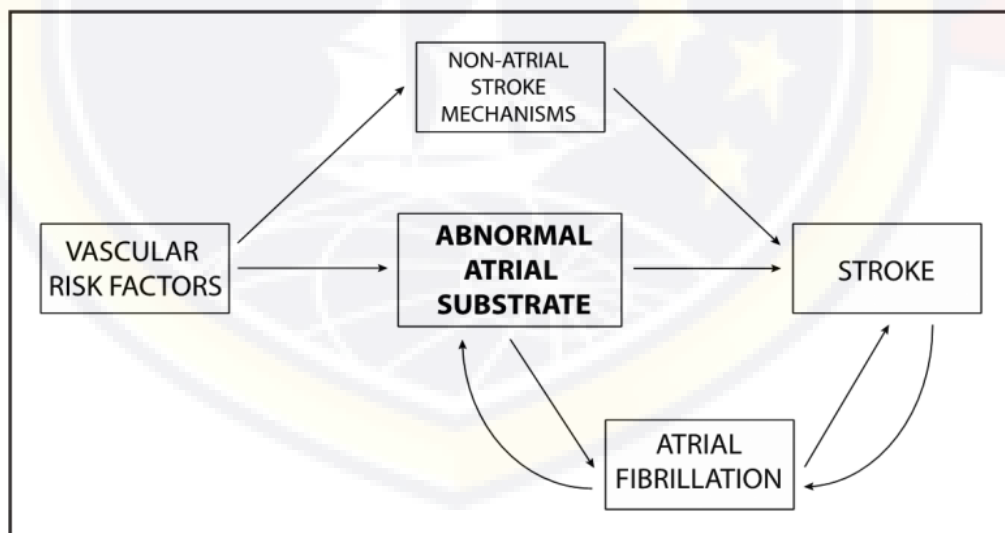 NON-ATRIAL
STROKE
MECHANISMS
VASCULAR
RISK FACTORS
ABNORMAL
ATRIAL
SUBSTRATE
STROKE
ATRIAL
FIBRILLATION